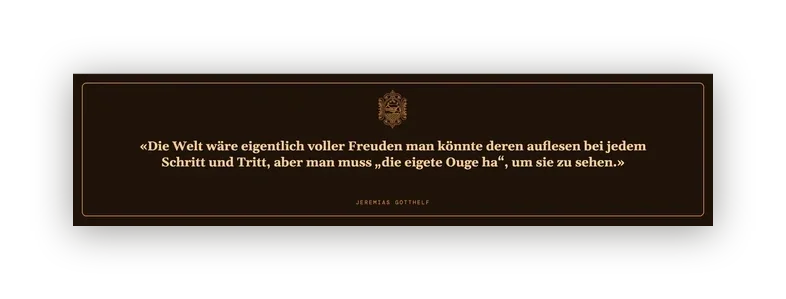 «Die Welt wäre eigentlich voller Freuden man könnte deren auflesen bei jedem
Schritt und Tritt, aber man muss „die eigete Ouge ha“, um sie zu sehen.»
JEREMIAS GOTTHELF